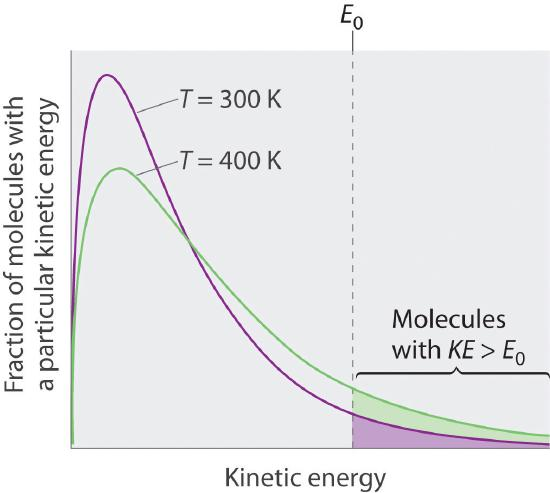 E₀
T = 300 K
T = 400 K
Fraction of molecules with
a particular kinetic energy
Molecules
with KE > E₀
Kinetic energy